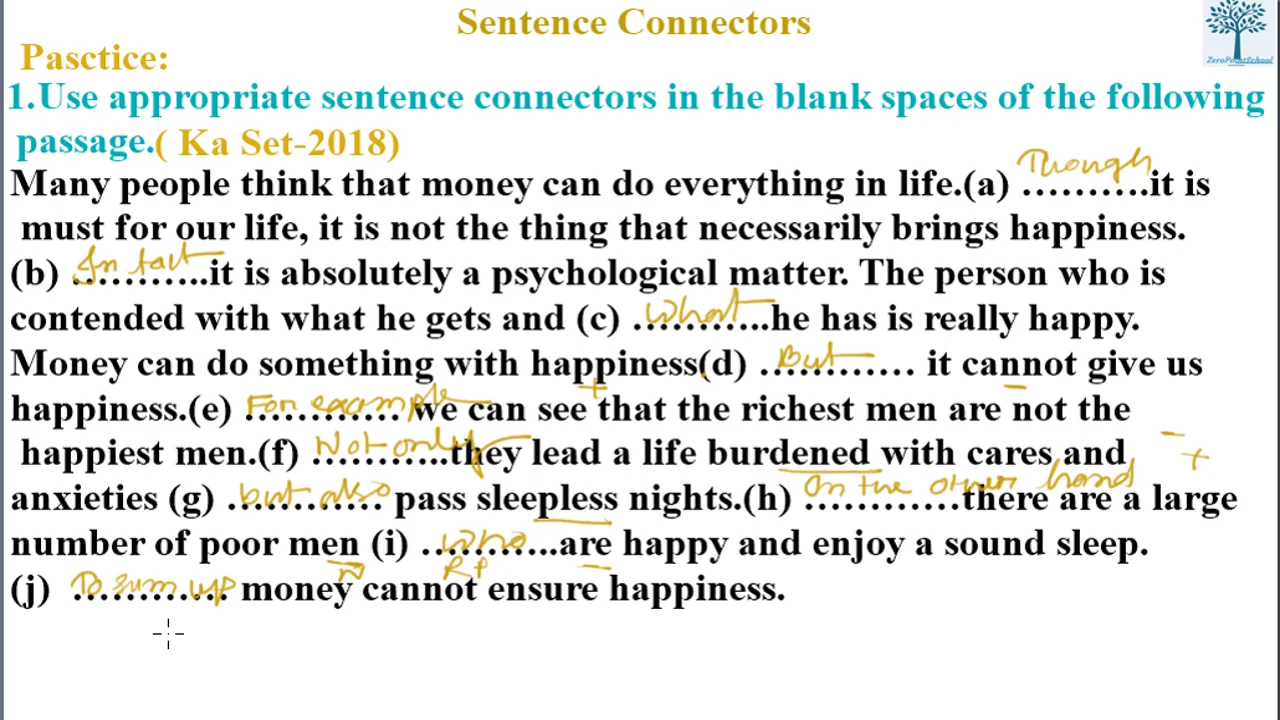 Sentence Connectors
ZeroPointSchool
Pasctice:
1.Use appropriate sentence connectors in the blank spaces of the following
passage.( Ka Set-2018)
Many people think that money can do everything in life.(a) Though ……….it is
must for our life, it is not the thing that necessarily brings happiness.
(b) In fact ………..it is absolutely a psychological matter. The person who is
contended with what he gets and (c) what ………..he has is really happy.
Money can do something with happiness(d) But ………… it cannot give us
happiness.(e) For example ………… we can see that the richest men are not the
happiest men.(f) Not only ………..they lead a life burdened with cares and
anxieties (g) but also ………… pass sleepless nights.(h) On the other hand ………….there are a large
number of poor men (i) who ………..are happy and enjoy a sound sleep.
N RP
(j) To sum up ………… money cannot ensure happiness.